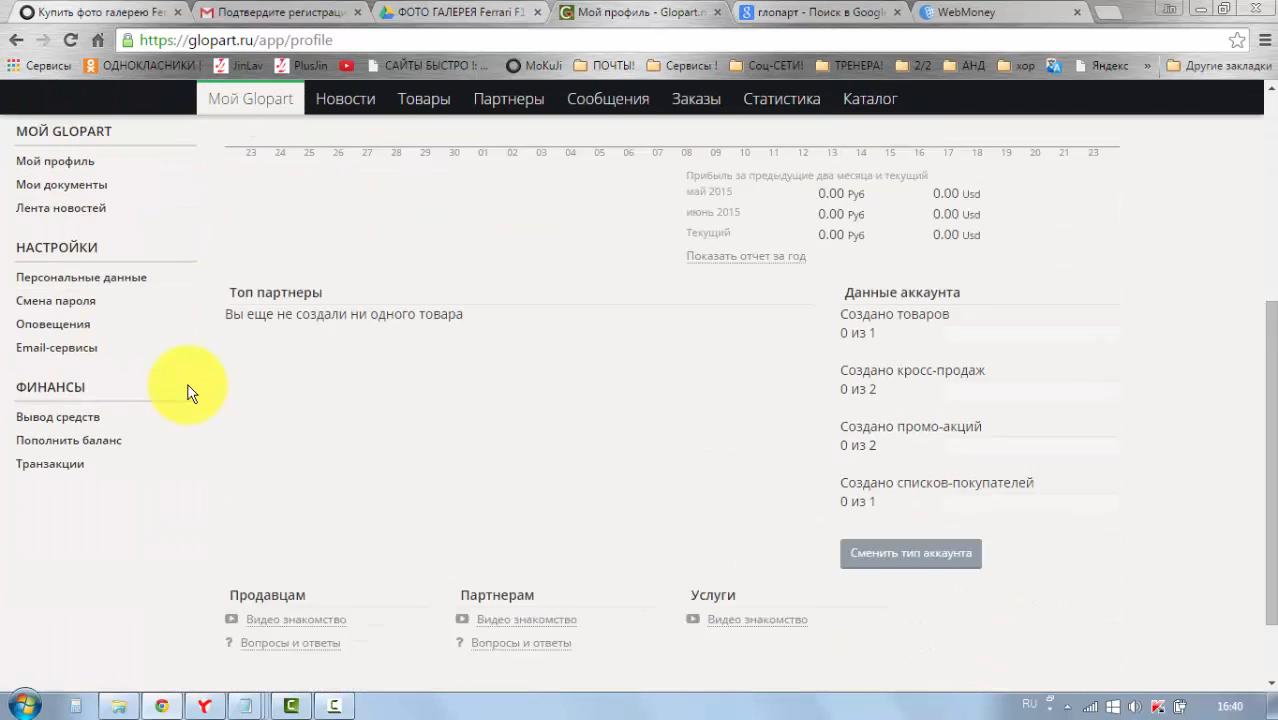 Купить фото галерею Fer
Подтвердите регистраци
ФОТО ГАЛЕРЕЯ Ferrari F1
Мой профиль - Glopart.ru
глопарт - Поиск в Google
WebMoney
Jin
https://glopart.ru/app/profile
Сервисы
ОДНОКЛАСНИКИ !
JinLav
PlusJin
САЙТЫ БЫСТРО !: ...
MoKuJi
ПОЧТЫ!
Сервисы !
Соц-СЕТИ!
ТРЕНЕРА!
2/2
АНД
хор
Яндекс
»
Другие закладки
Мой Glopart
Новости
Товары
Партнеры
Сообщения
Заказы
Статистика
Каталог
МОЙ GLOPART
Мой профиль
Мои документы
Лента новостей
НАСТРОЙКИ
Персональные данные
Смена пароля
Оповещения
Email-сервисы
ФИНАНСЫ
Вывод средств
Пополнить баланс
Транзакции
23 24 25 26 27 28 29 30 01 02 03 04 05 06 07 08 09 10 11 12 13 14 15 16 17 18 19 20 21 22 23
Прибыль за предыдущие два месяца и текущий
май 2015 0.00 Руб 0.00 Usd
июнь 2015 0.00 Руб 0.00 Usd
Текущий 0.00 Руб 0.00 Usd
Показать отчет за год
Топ партнеры
Вы еще не создали ни одного товара
Данные аккаунта
Создано товаров
0 из 1
Создано кросс-продаж
0 из 2
Создано промо-акций
0 из 2
Создано списков-покупателей
0 из 1
Сменить тип аккаунта
Продавцам
Видео знакомство
? Вопросы и ответы
Партнерам
Видео знакомство
? Вопросы и ответы
Услуги
Видео знакомство
RU
16:40